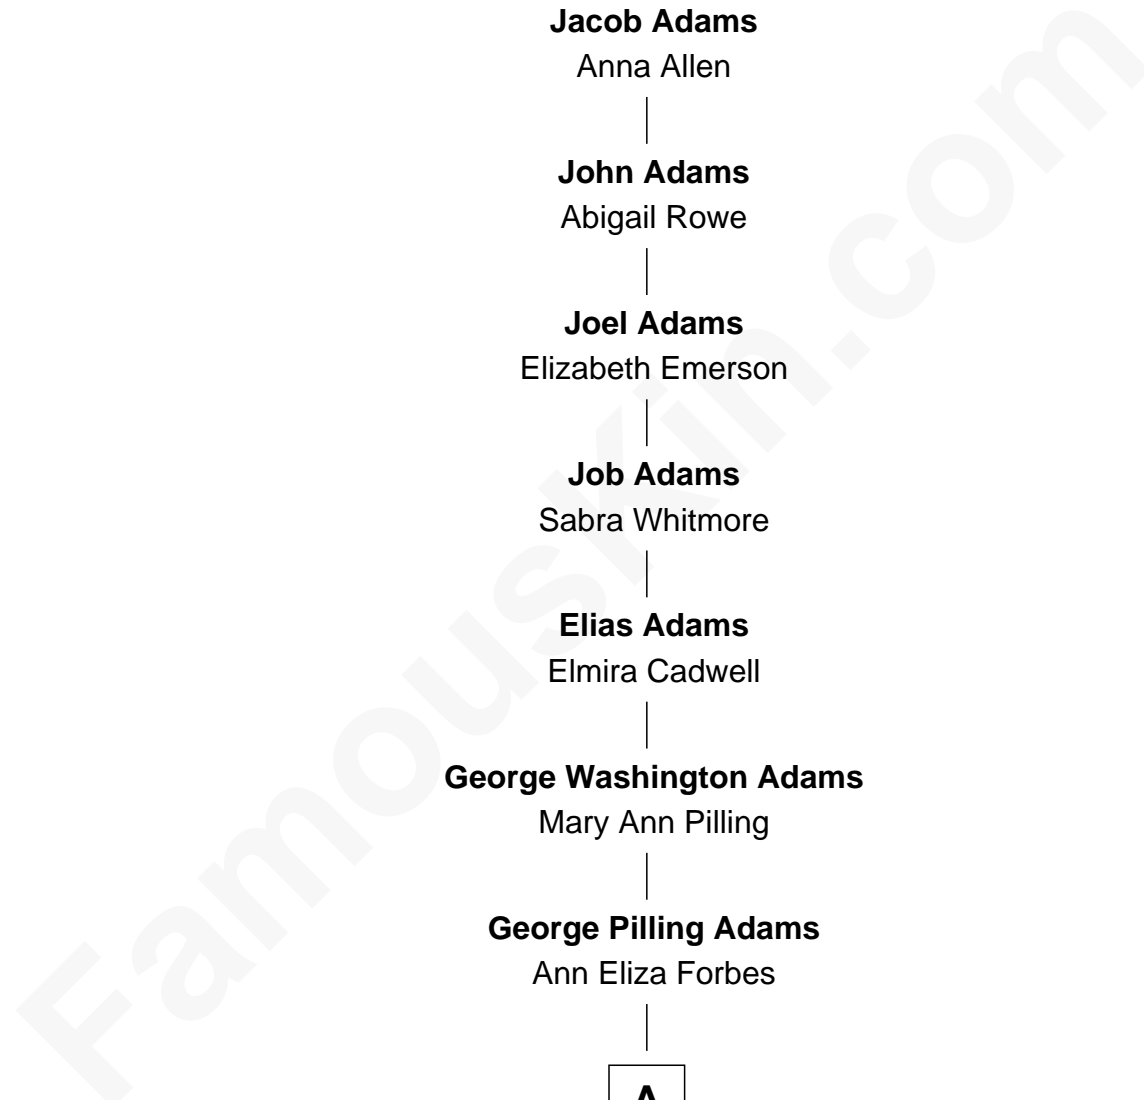 Jacob Adams
Anna Allen
John Adams
Abigail Rowe
Joel Adams
Elizabeth Emerson
Job Adams
Sabra Whitmore
Elias Adams
Elmira Cadwell
George Washington Adams
Mary Ann Pilling
George Pilling Adams
Ann Eliza Forbes
A
FamousKin.com